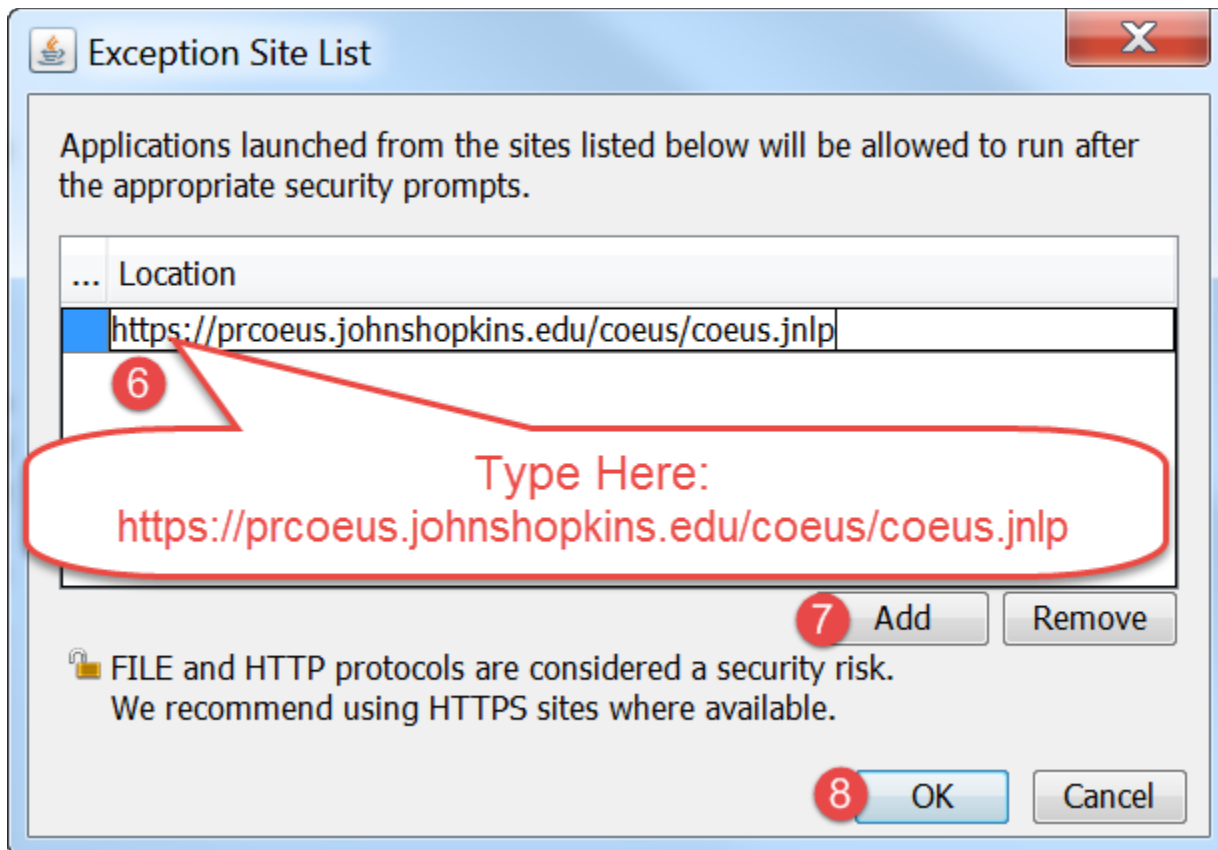 Exception Site List
Applications launched from the sites listed below will be allowed to run after
the appropriate security prompts.
... Location
https://prcoeus.johnshopkins.edu/coeus/coeus.jnlp
6
Type Here:
https://prcoeus.johnshopkins.edu/coeus/coeus.jnlp
7 Add Remove
FILE and HTTP protocols are considered a security risk.
We recommend using HTTPS sites where available.
8 OK Cancel